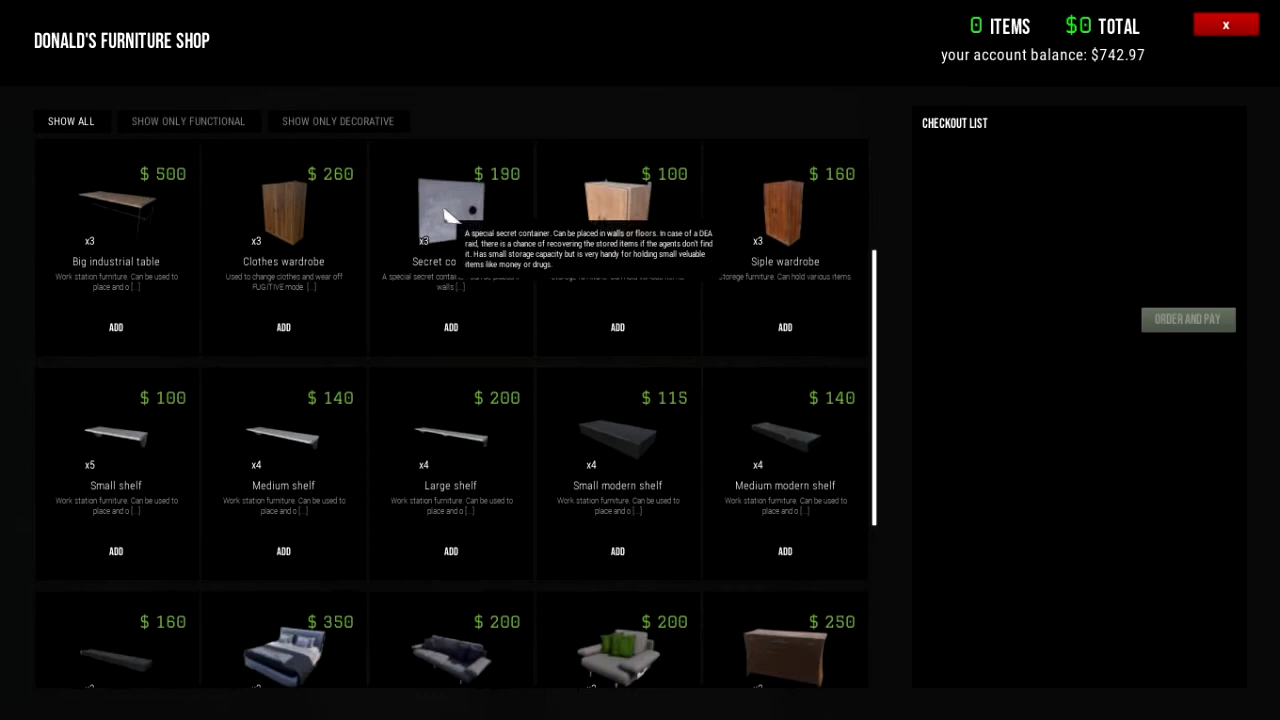 DONALD'S FURNITURE SHOP
0 ITEMS $0 TOTAL
x
your account balance: $742.97
SHOW ALL
SHOW ONLY FUNCTIONAL
SHOW ONLY DECORATIVE
CHECKOUT LIST
ORDER AND PAY
$ 500
x3
Big industrial table
Work station furniture. Can be used to
place and o [...]
ADD
$ 260
x3
Clothes wardrobe
Used to change clothes and wear off
FUGITIVE mode. [...]
ADD
$ 190
x3
Secret co
A special secret contain
walls [...]
ADD
A special secret container. Can be placed in walls or floors. In case of a DEA
raid, there is a chance of recovering the stored items if the agents don't find
it. Has small storage capacity but is very handy for holding small veluable
items like money or drugs.
$ 100
ADD
$ 160
x3
Siple wardrobe
Storege furniture. Can hold various items.
ADD
$ 100
x5
Small shelf
Work station furniture. Can be used to
place and o [...]
ADD
$ 140
x4
Medium shelf
Work station furniture. Can be used to
place and o [...]
ADD
$ 200
x4
Large shelf
Work station furniture. Can be used to
place and o [...]
ADD
$ 115
x4
Small modern shelf
Work station furniture. Can be used to
place and o [...]
ADD
$ 140
x4
Medium modern shelf
Work station furniture. Can be used to
place and o [...]
ADD
$ 160
$ 350
$ 200
$ 200
$ 250